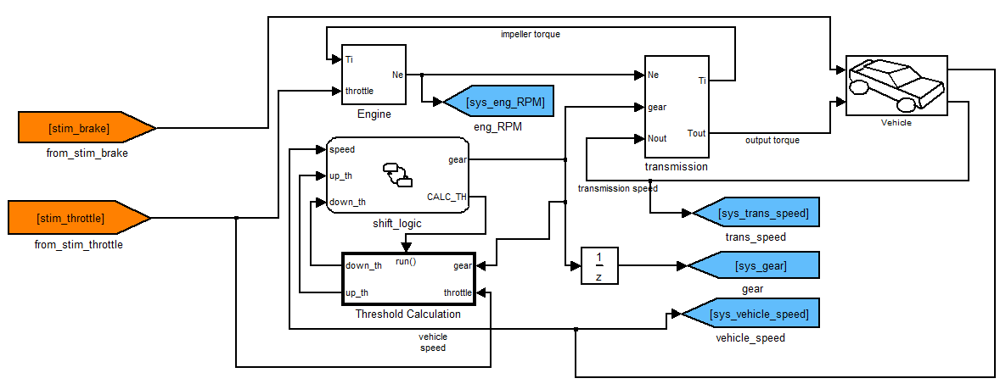 impeller torque
Ti
throttle
Ne
Engine
[sys_eng_RPM]
eng_RPM
Ne
gear
Nout
Ti
Tout
transmission
output torque
Vehicle
[stim_brake]
from_stim_brake
speed
up_th
down_th
gear
CALC_TH
shift_logic
transmission speed
[sys_trans_speed]
trans_speed
[stim_throttle]
from_stim_throttle
run()
down_th
up_th
gear
throttle
Threshold Calculation
1
z
[sys_gear]
gear
[sys_vehicle_speed]
vehicle_speed
vehicle
speed